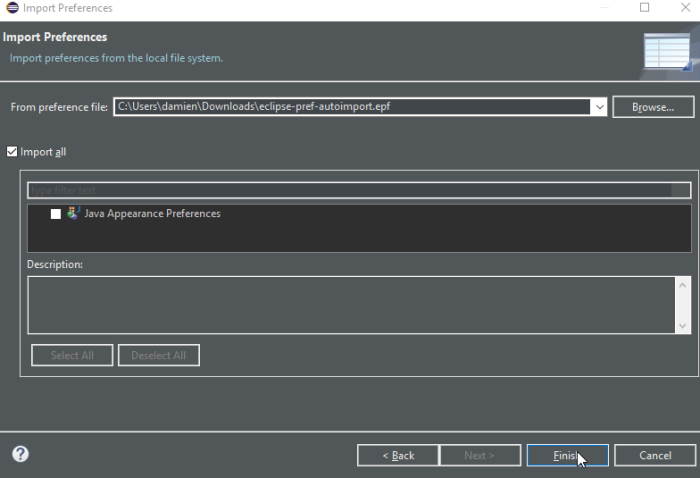 Import Preferences
Import Preferences
Import preferences from the local file system.
From preference file: C:\Users\damien\Downloads\eclipse-pref-autoimport.epf Browse...
Import all
type filter text
Java Appearance Preferences
Description:
Select All Deselect All
? < Back Next > Finish Cancel